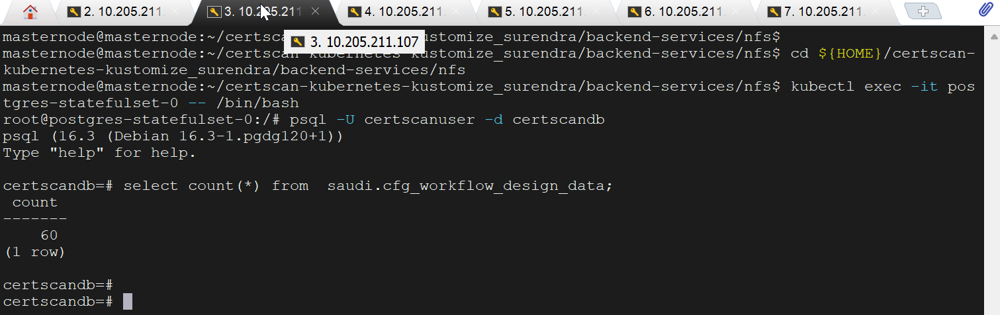 2. 10.205.211. 3. 10.205.211 4. 10.205.211. 5. 10.205.211. 6. 10.205.211. 7. 10.205.211.
masternode@masternode:~/certsca ustomize_surendra/backend-services/nfs$
3. 10.205.211.107
masternode@masternode:~/certscan-kubernetes-kustomize_surendra/backend-services/nfs$ cd ${HOME}/certscan-
kubernetes-kustomize_surendra/backend-services/nfs
masternode@masternode:~/certscan-kubernetes-kustomize_surendra/backend-services/nfs$ kubectl exec -it pos
tgres-statefulset-0 -- /bin/bash
root@postgres-statefulset-0:/# psql -U certscanuser -d certscandb
psql (16.3 (Debian 16.3-1.pgdg120+1))
Type "help" for help.
certscandb=# select count(*) from  saudi.cfg_workflow_design_data;
count
-------
60
(1 row)
certscandb=#
certscandb=#